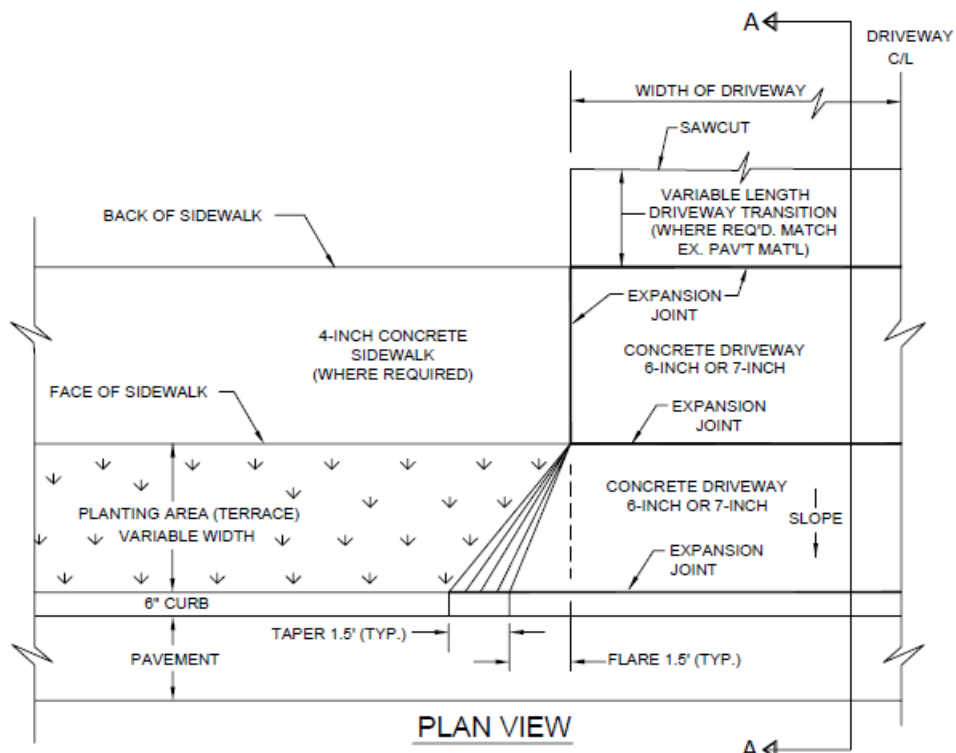 A
DRIVEWAY
C/L
WIDTH OF DRIVEWAY
SAWCUT
VARIABLE LENGTH
DRIVEWAY TRANSITION
(WHERE REQ'D. MATCH
EX. PAV'T MAT'L)
BACK OF SIDEWALK
EXPANSION
JOINT
4-INCH CONCRETE
SIDEWALK
(WHERE REQUIRED)
CONCRETE DRIVEWAY
6-INCH OR 7-INCH
FACE OF SIDEWALK
EXPANSION
JOINT
PLANTING AREA (TERRACE)
VARIABLE WIDTH
CONCRETE DRIVEWAY
6-INCH OR 7-INCH
SLOPE
EXPANSION
JOINT
6" CURB
TAPER 1.5' (TYP.)
PAVEMENT
FLARE 1.5' (TYP.)
PLAN VIEW
A